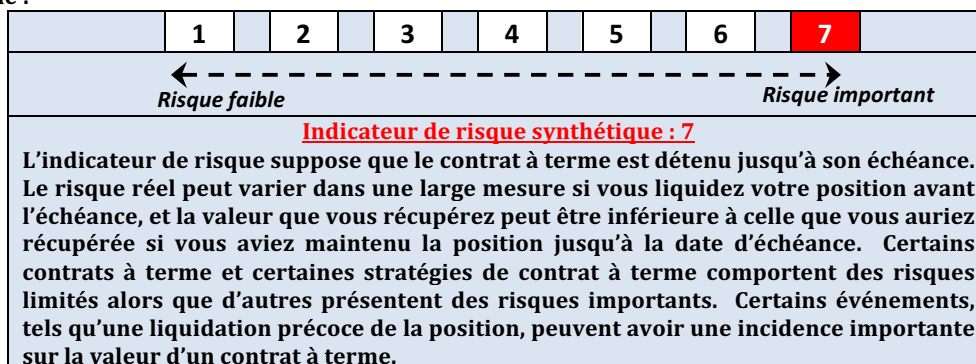 1 2 3 4 5 6 7
Risque faible Risque important
Indicateur de risque synthétique : 7
L’indicateur de risque suppose que le contrat à terme est détenu jusqu’à son échéance.
Le risque réel peut varier dans une large mesure si vous liquidez votre position avant
l’échéance, et la valeur que vous récupérez peut être inférieure à celle que vous auriez
récupérée si vous aviez maintenu la position jusqu’à la date d’échéance. Certains
contrats à terme et certaines stratégies de contrat à terme comportent des risques
limités alors que d’autres présentent des risques importants. Certains événements,
tels qu’une liquidation précoce de la position, peuvent avoir une incidence importante
sur la valeur d’un contrat à terme.